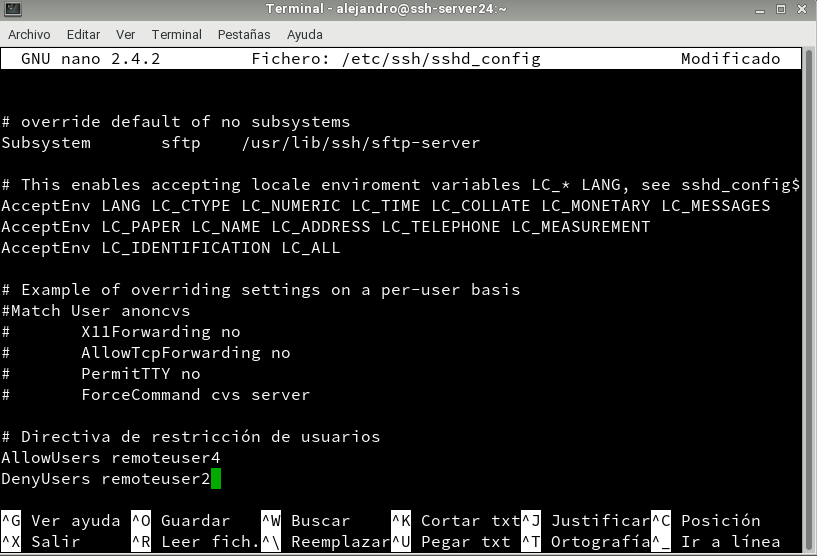 Terminal - alejandro@ssh-server24:~
Archivo Editar Ver Terminal Pestañas Ayuda
GNU nano 2.4.2 Fichero: /etc/ssh/sshd_config Modificado
# override default of no subsystems
Subsystem sftp /usr/lib/ssh/sftp-server
# This enables accepting locale enviroment variables LC_* LANG, see sshd_config$
AcceptEnv LANG LC_CTYPE LC_NUMERIC LC_TIME LC_COLLATE LC_MONETARY LC_MESSAGES
AcceptEnv LC_PAPER LC_NAME LC_ADDRESS LC_TELEPHONE LC_MEASUREMENT
AcceptEnv LC_IDENTIFICATION LC_ALL
# Example of overriding settings on a per-user basis
#Match User anoncvs
# X11Forwarding no
# AllowTcpForwarding no
# PermitTTY no
# ForceCommand cvs server
# Directiva de restricción de usuarios
AllowUsers remoteuser4
DenyUsers remoteuser2
^G Ver ayuda ^O Guardar ^W Buscar ^K Cortar txt ^J Justificar ^C Posición
^X Salir ^R Leer fich. ^\ Reemplazar ^U Pegar txt ^T Ortografía ^_ Ir a línea